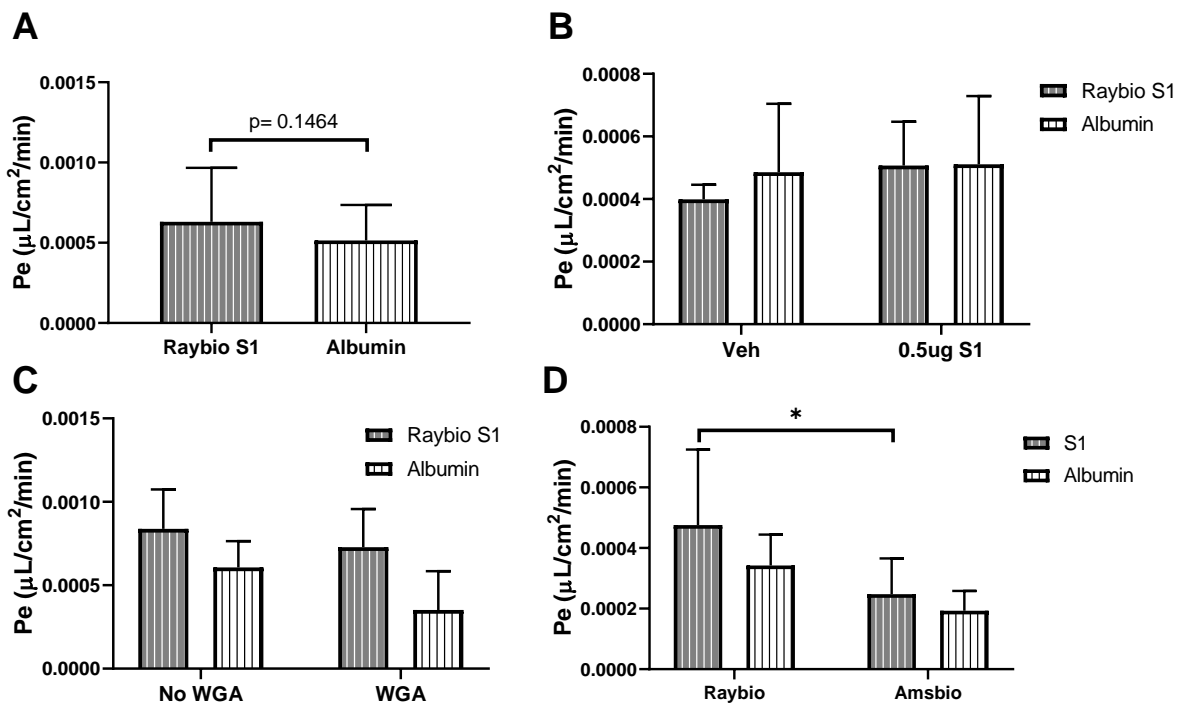 A
Pe (μL/cm²/min)
0.0015
0.0010
0.0005
0.0000
p= 0.1464
Raybio S1 Albumin
B
Pe (μL/cm²/min)
0.0008
0.0006
0.0004
0.0002
0.0000
Raybio S1
Albumin
Veh 0.5ug S1
C
Pe (μL/cm²/min)
0.0015
0.0010
0.0005
0.0000
Raybio S1
Albumin
No WGA WGA
D
Pe (μL/cm²/min)
0.0008
0.0006
0.0004
0.0002
0.0000
*
S1
Albumin
Raybio Amsbio